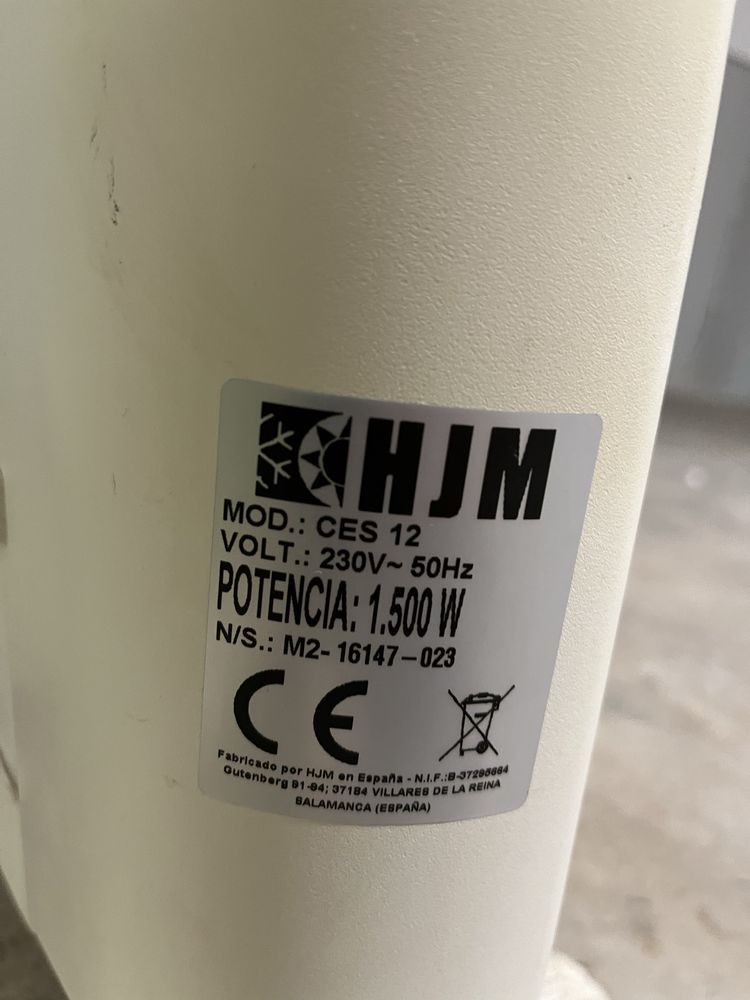 HJM
MOD.: CES 12
VOLT.: 230V~ 50Hz
POTENCIA: 1.500 W
N/S.: M2-16147-023
CE
Fabricado por HJM en España - N.I.F.:B-37295664
Gutenberg 91-94; 37184 VILLARES DE LA REINA
SALAMANCA (ESPAÑA)